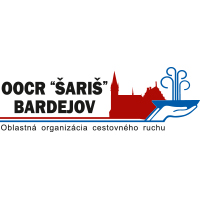 OOCR “ŠARIŠ”
BARDEJOV
Oblastná organizácia cestovného ruchu